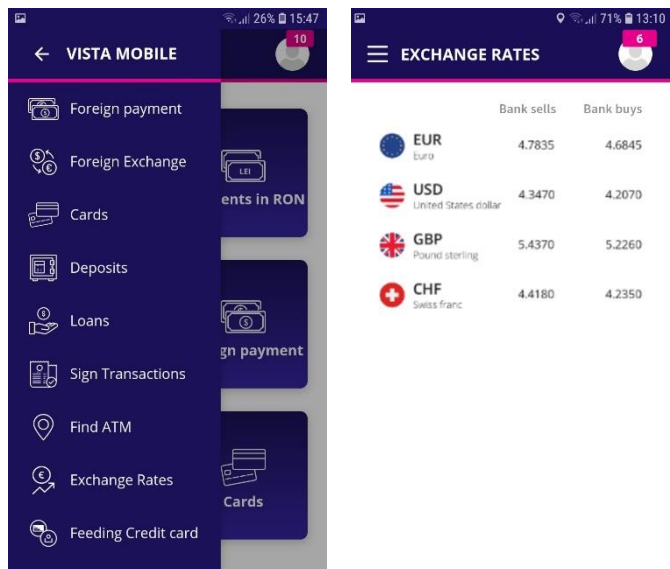 26% 15:47
10
VISTA MOBILE
Foreign payment
Foreign Exchange
Cards
Deposits
Loans
Sign Transactions
Find ATM
Exchange Rates
Feeding Credit card
LEI
ents in RON
gn payment
Cards
71% 13:10
6
EXCHANGE RATES
Bank sells Bank buys
EUR
Euro
4.7835 4.6845
USD
United States dollar
4.3470 4.2070
GBP
Pound sterling
5.4370 5.2260
CHF
Swiss franc
4.4180 4.2350